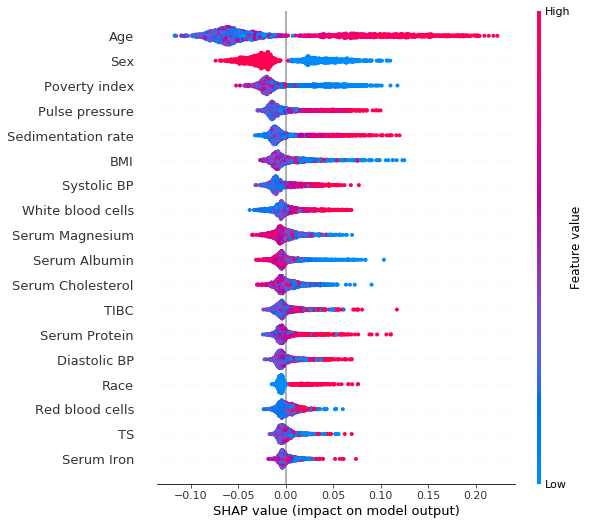 High
Age
Sex
Poverty index
Pulse pressure
Sedimentation rate
BMI
Systolic BP
White blood cells
Serum Magnesium
Serum Albumin
Serum Cholesterol
TIBC
Serum Protein
Diastolic BP
Race
Red blood cells
TS
Serum Iron
Feature value
Low
−0.10 −0.05 0.00 0.05 0.10 0.15 0.20
SHAP value (impact on model output)